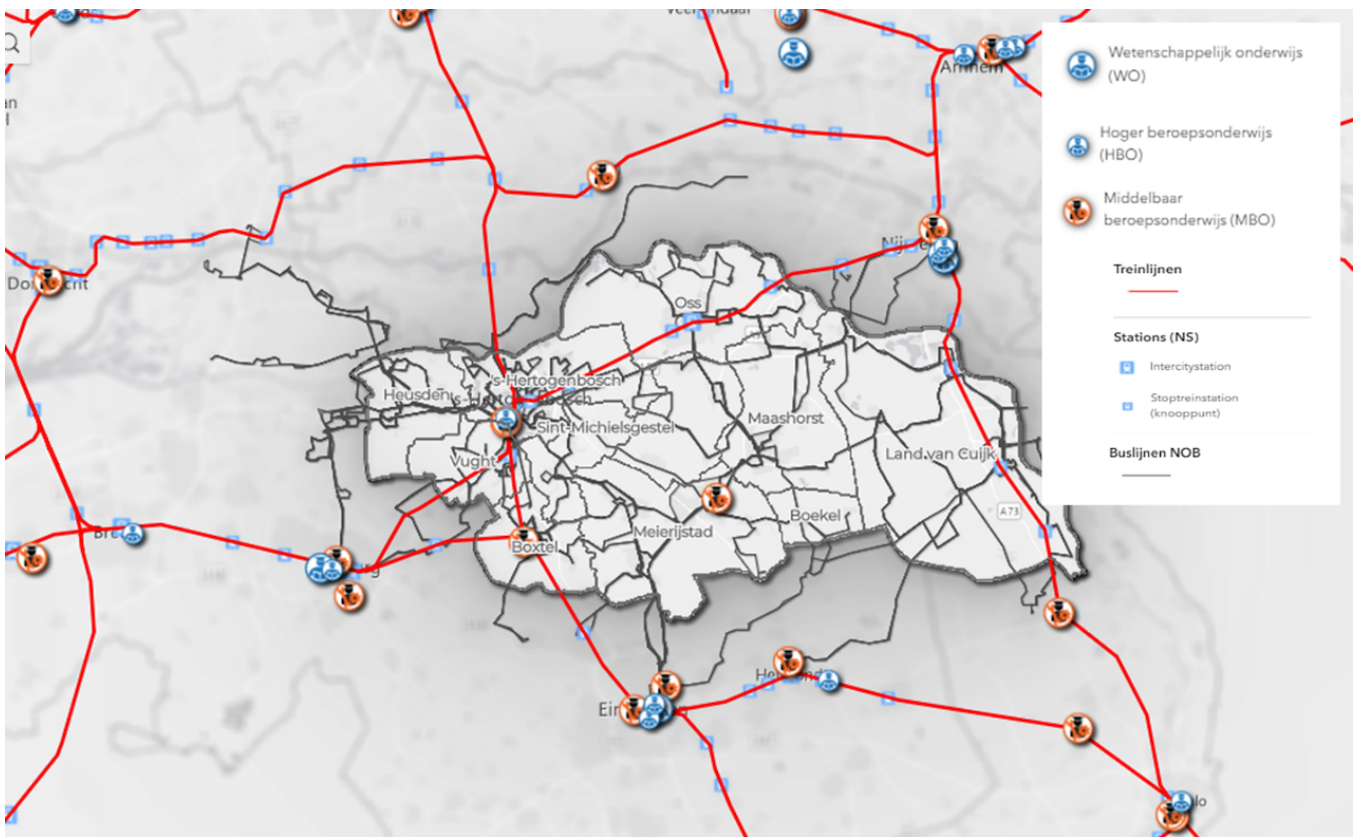 Arnhem
Wetenschappelijk onderwijs
(WO)
Hoger beroepsonderwijs
(HBO)
Middelbaar
beroepsonderwijs (MBO)
Treinlijnen
Stations (NS)
Intercitystation
Stoptreinstation
(knooppunt)
Buslijnen NOB
Oss
's-Hertogenbosch
Heusden
Sint-Michielsgestel
Maashorst
Vught
Land van Cuijk
A73
Boekel
Meierijstad
Boxtel